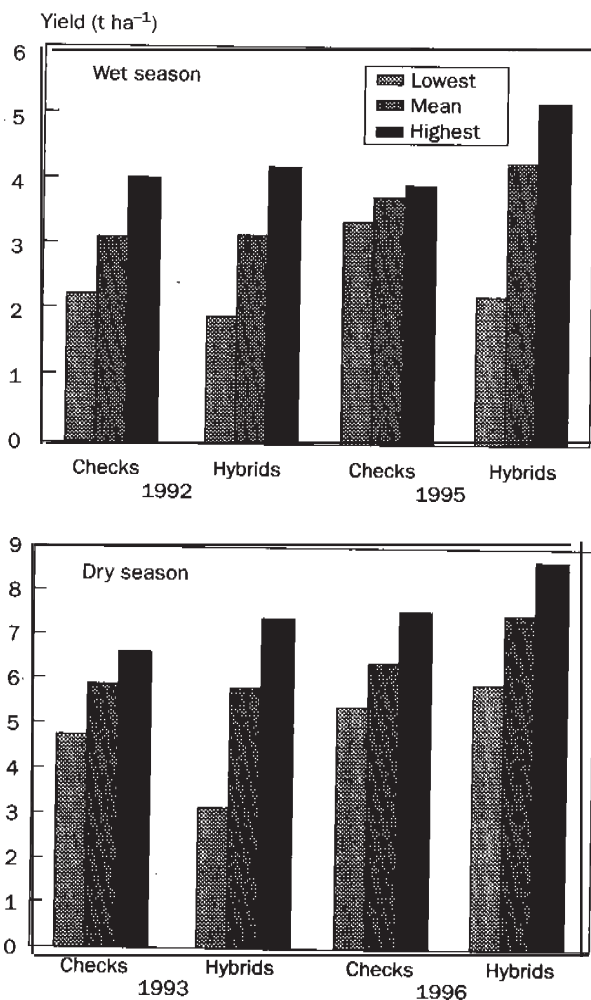 Yield (t ha–1)
6
Wet season
Lowest
5
Mean
Highest
4
3
2
1
0
Checks Hybrids Checks Hybrids
1992 1995
9
Dry season
8
7
6
5
4
3
2
1
0
Checks Hybrids Checks Hybrids
1993 1996